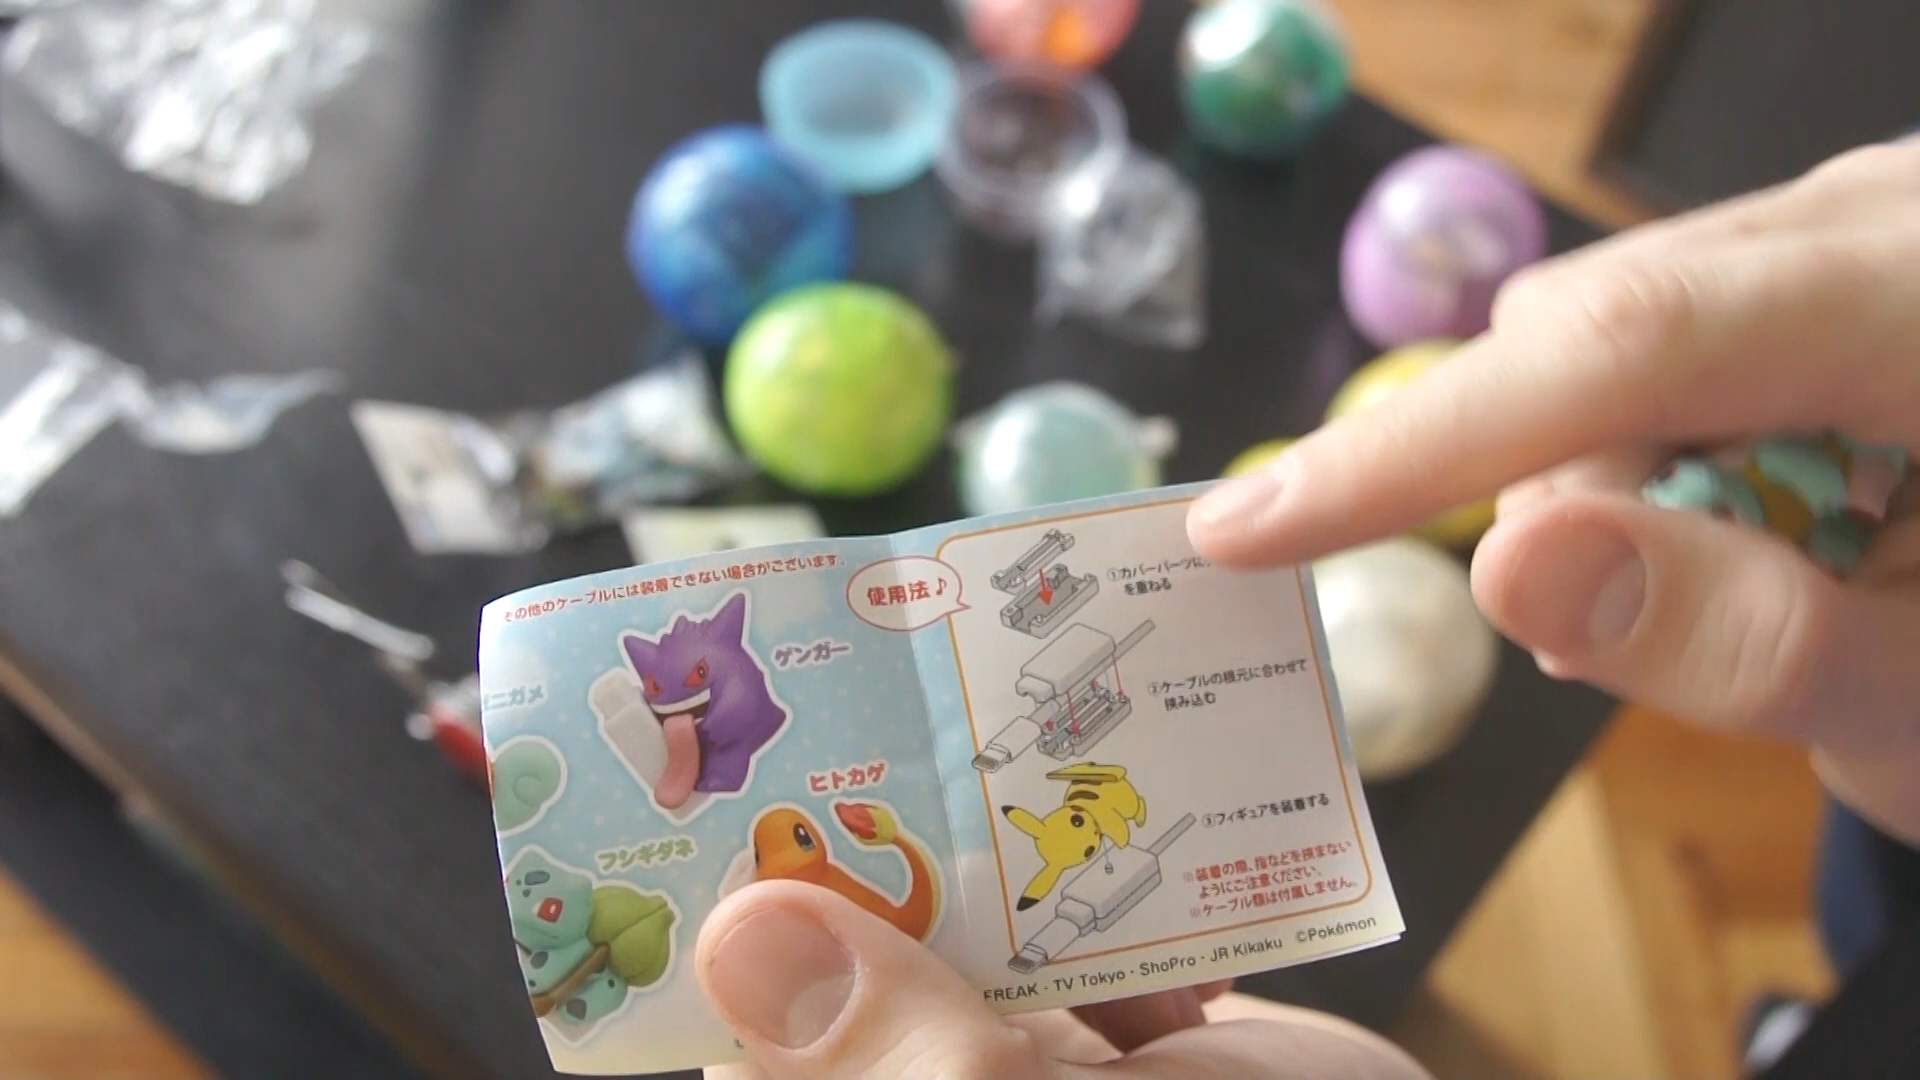 その他のケーブルには装着できない場合がございます。
ゲンガー
ニガメ
ヒトカゲ
フシギダネ
使用法♪
①カバーパーツに
を重ねる
②ケーブルの根元に合わせて
挟み込む
③フィギュアを装着する
※装着の際、指などを挟まない
ようにご注意ください。
※ケーブル類は付属しません。
FREAK・TV Tokyo・ShoPro・JR Kikaku ©Pokémon